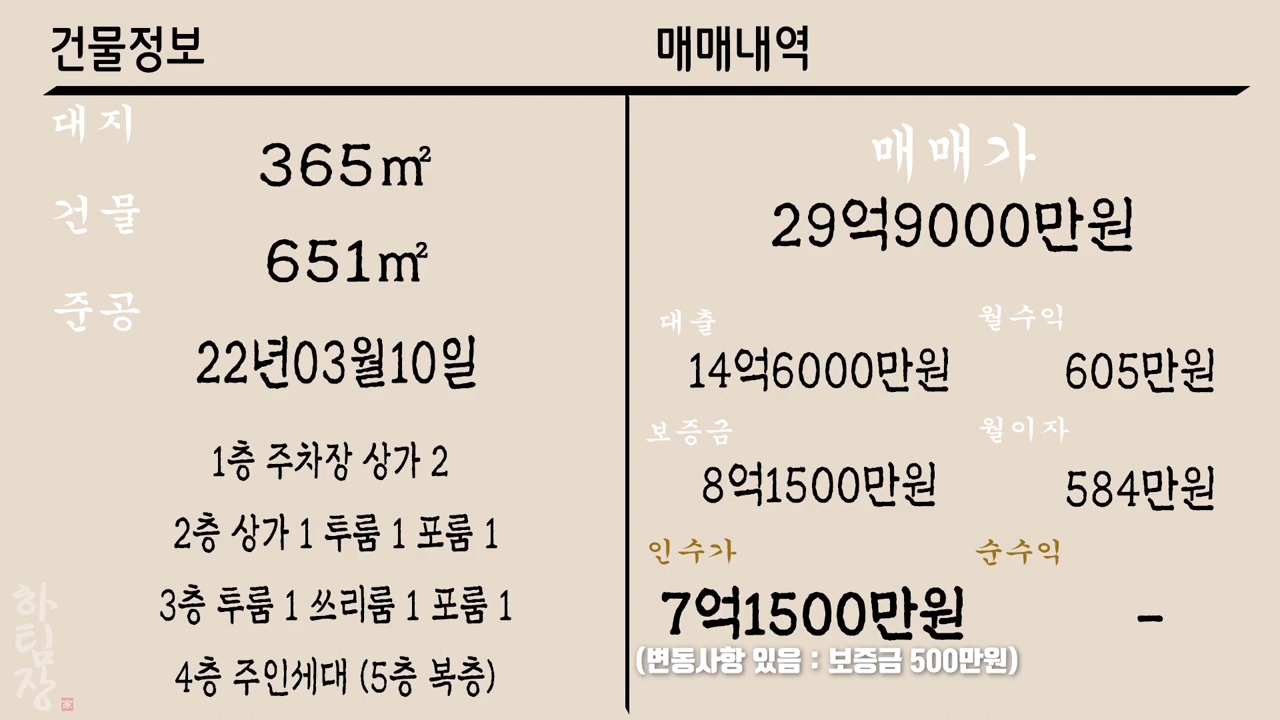 건물정보
대지
365㎡
건물
651㎡
준공
22년03월10일
1층 주차장 상가 2
2층 상가 1 투룸 1 포룸 1
3층 투룸 1 쓰리룸 1 포룸 1
4층 주인세대 (5층 복층)
하팀장
家
매매내역
매매가
29억9000만원
대출
14억6000만원
월수익
605만원
보증금
8억1500만원
월이자
584만원
인수가
7억1500만원
(변동사항 있음 : 보증금 500만원)
순수익
-